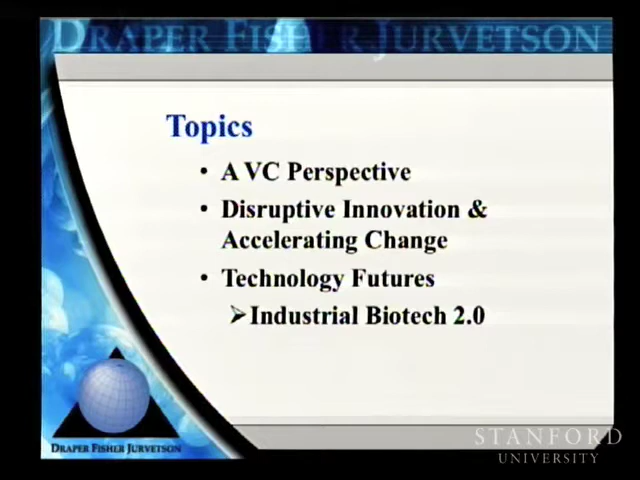 DRAPER FISHER JURVETSON
Topics
• A VC Perspective
• Disruptive Innovation &
Accelerating Change
• Technology Futures
➢Industrial Biotech 2.0
DRAPER FISHER JURVETSON
STANFORD
UNIVERSITY